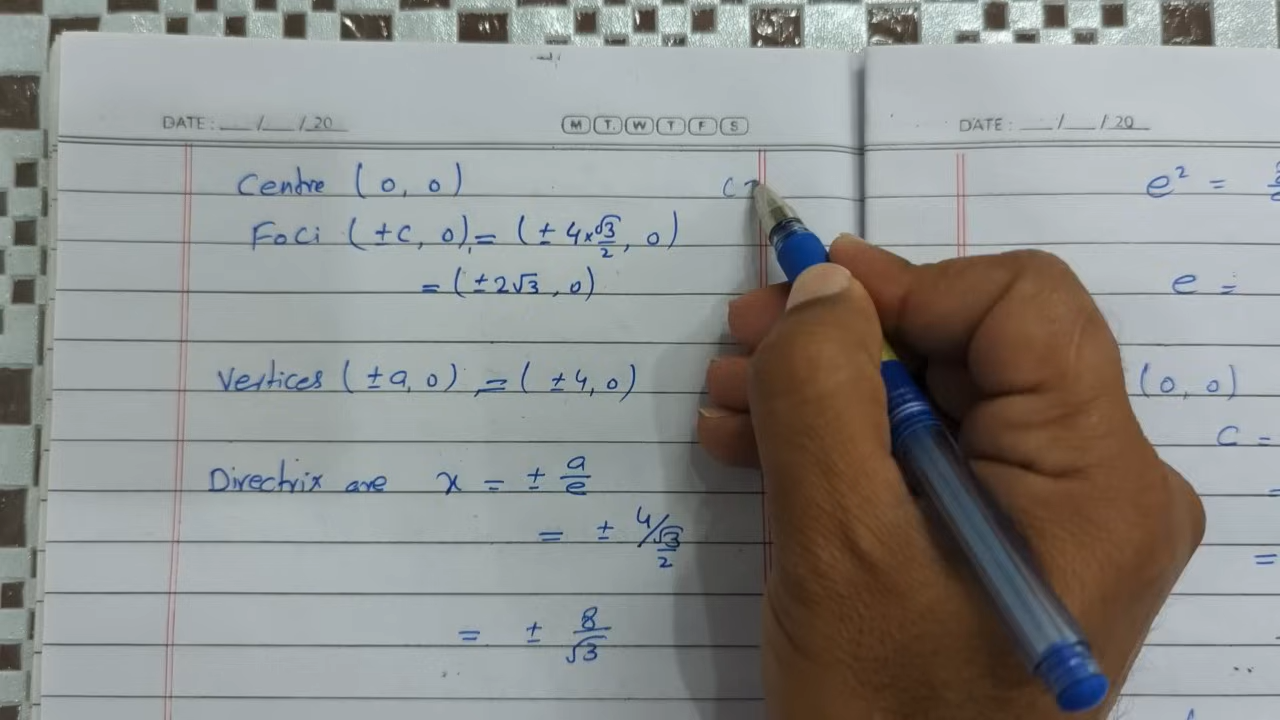 DATE: __/__/20
M T W T F S
Centre (0, 0)
C =
Foci (±C, 0) = (±4×√3/2, 0)
= (±2√3, 0)
Vertices (±a, 0) = (±4, 0)
Directrix are x = ± a/e
= ± 4/√3/2
= ± 8/√3
DATE: __/__/20
e² =
e =
(0, 0)
C =
=
=